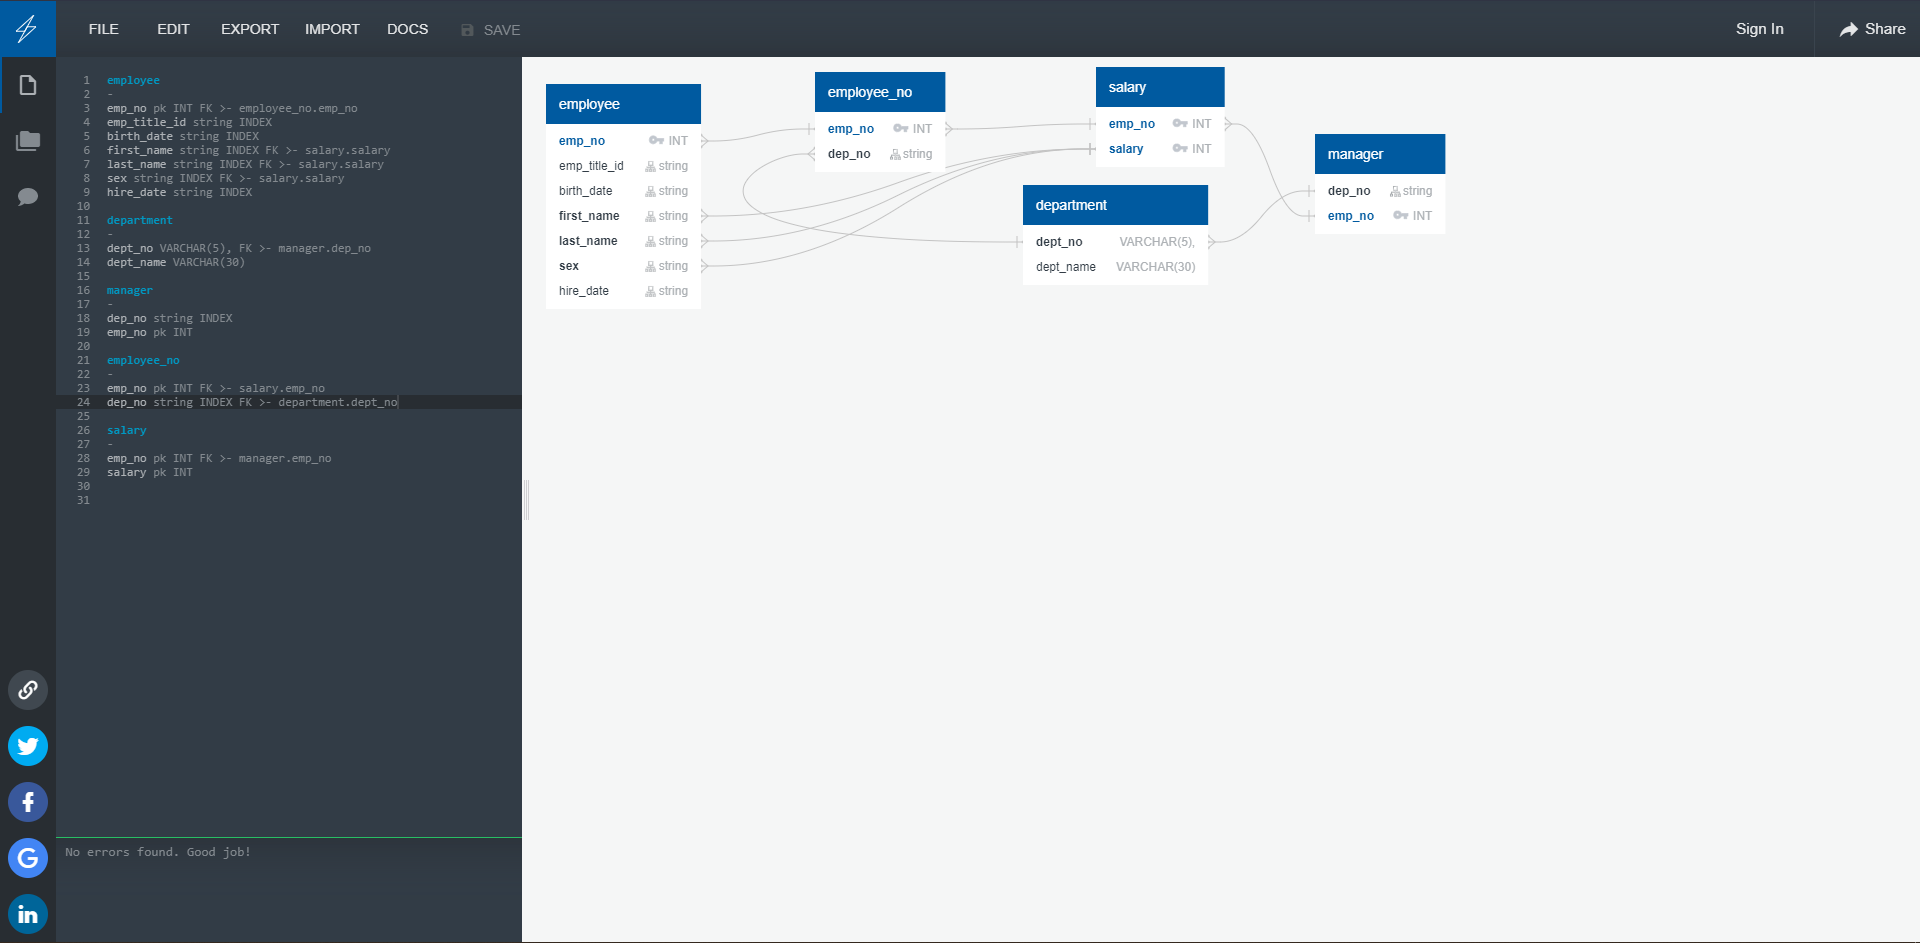 FILE EDIT EXPORT IMPORT DOCS SAVE Sign In Share
1 employee
2 -
3 emp_no pk INT FK >- employee_no.emp_no
4 emp_title_id string INDEX
5 birth_date string INDEX
6 first_name string INDEX FK >- salary.salary
7 last_name string INDEX FK >- salary.salary
8 sex string INDEX FK >- salary.salary
9 hire_date string INDEX
10
11 department
12 -
13 dept_no VARCHAR(5), FK >- manager.dep_no
14 dept_name VARCHAR(30)
15
16 manager
17 -
18 dep_no string INDEX
19 emp_no pk INT
20
21 employee_no
22 -
23 emp_no pk INT FK >- salary.emp_no
24 dep_no string INDEX FK >- department.dept_no
25
26 salary
27 -
28 emp_no pk INT FK >- manager.emp_no
29 salary pk INT
30
31
No errors found. Good job!
employee
emp_no INT
emp_title_id string
birth_date string
first_name string
last_name string
sex string
hire_date string
employee_no
emp_no INT
dep_no string
salary
emp_no INT
salary INT
department
dept_no VARCHAR(5),
dept_name VARCHAR(30)
manager
dep_no string
emp_no INT